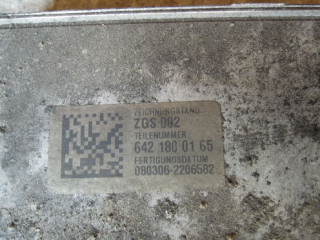 ZEICHNUNGSSTAND
ZGS 002
TEILENUMMER
642 180 01 65
FERTIGUNGSDATUM
080306-2206582